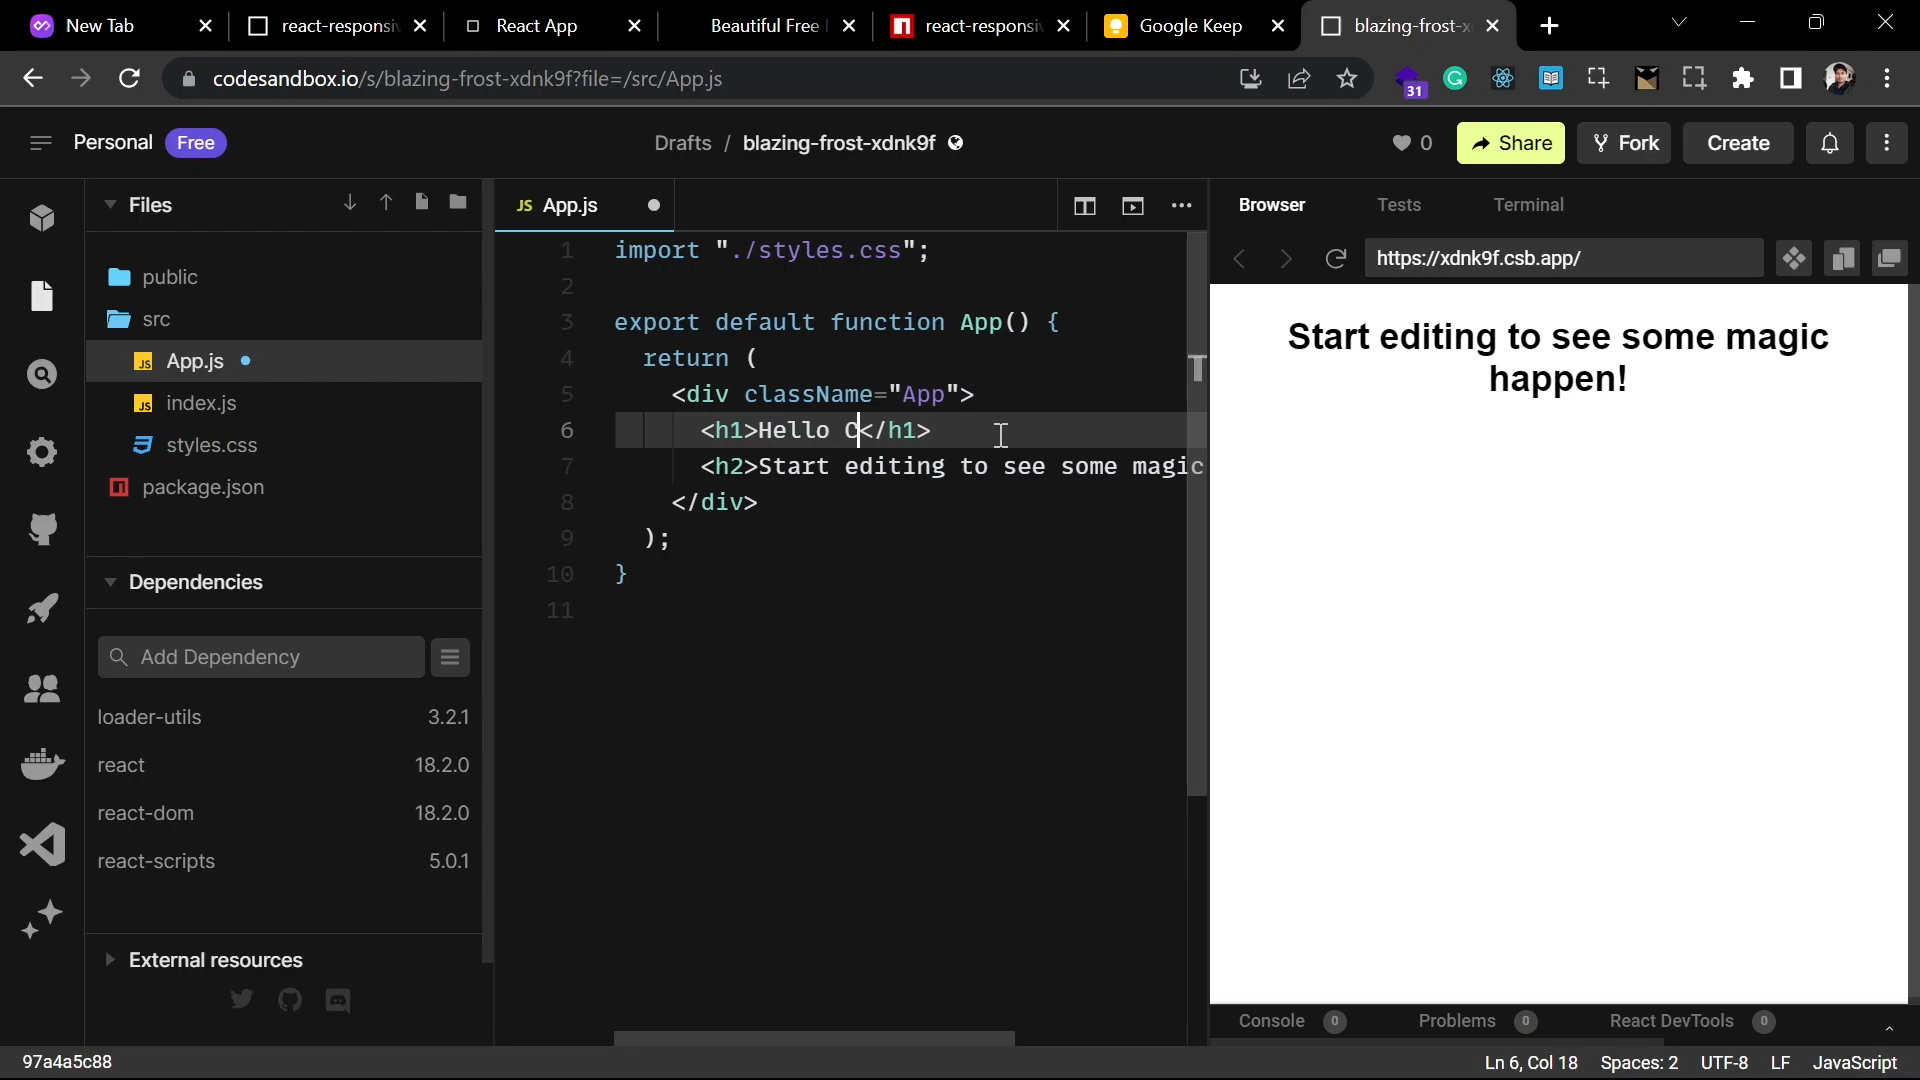 New Tab
react-responsiv
React App
Beautiful Free
react-responsiv
Google Keep
blazing-frost-x
codesandbox.io/s/blazing-frost-xdnk9f?file=/src/App.js
31
Personal
Free
Drafts / blazing-frost-xdnk9f
0
Share
Fork
Create
Files
public
src
JS App.js
JS index.js
styles.css
package.json
Dependencies
Add Dependency
loader-utils 3.2.1
react 18.2.0
react-dom 18.2.0
react-scripts 5.0.1
External resources
JS App.js
1 import "./styles.css";
2
3 export default function App() {
4 return (
5 <div className="App">
6 <h1>Hello C</h1>
7 <h2>Start editing to see some magic
8 </div>
9 );
10 }
11
Browser
Tests
Terminal
https://xdnk9f.csb.app/
Start editing to see some magic
happen!
Console 0
Problems 0
React DevTools 0
97a4a5c88
Ln 6, Col 18
Spaces: 2
UTF-8
LF
JavaScript